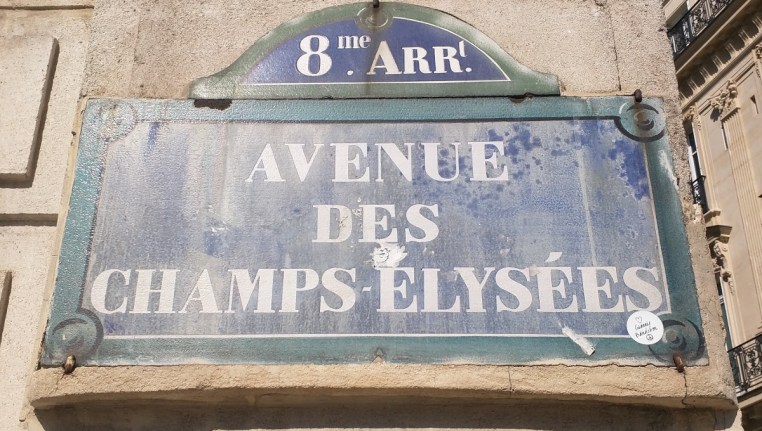 8me. ARRt.
AVENUE
DES
CHAMPS-ÉLYSÉES